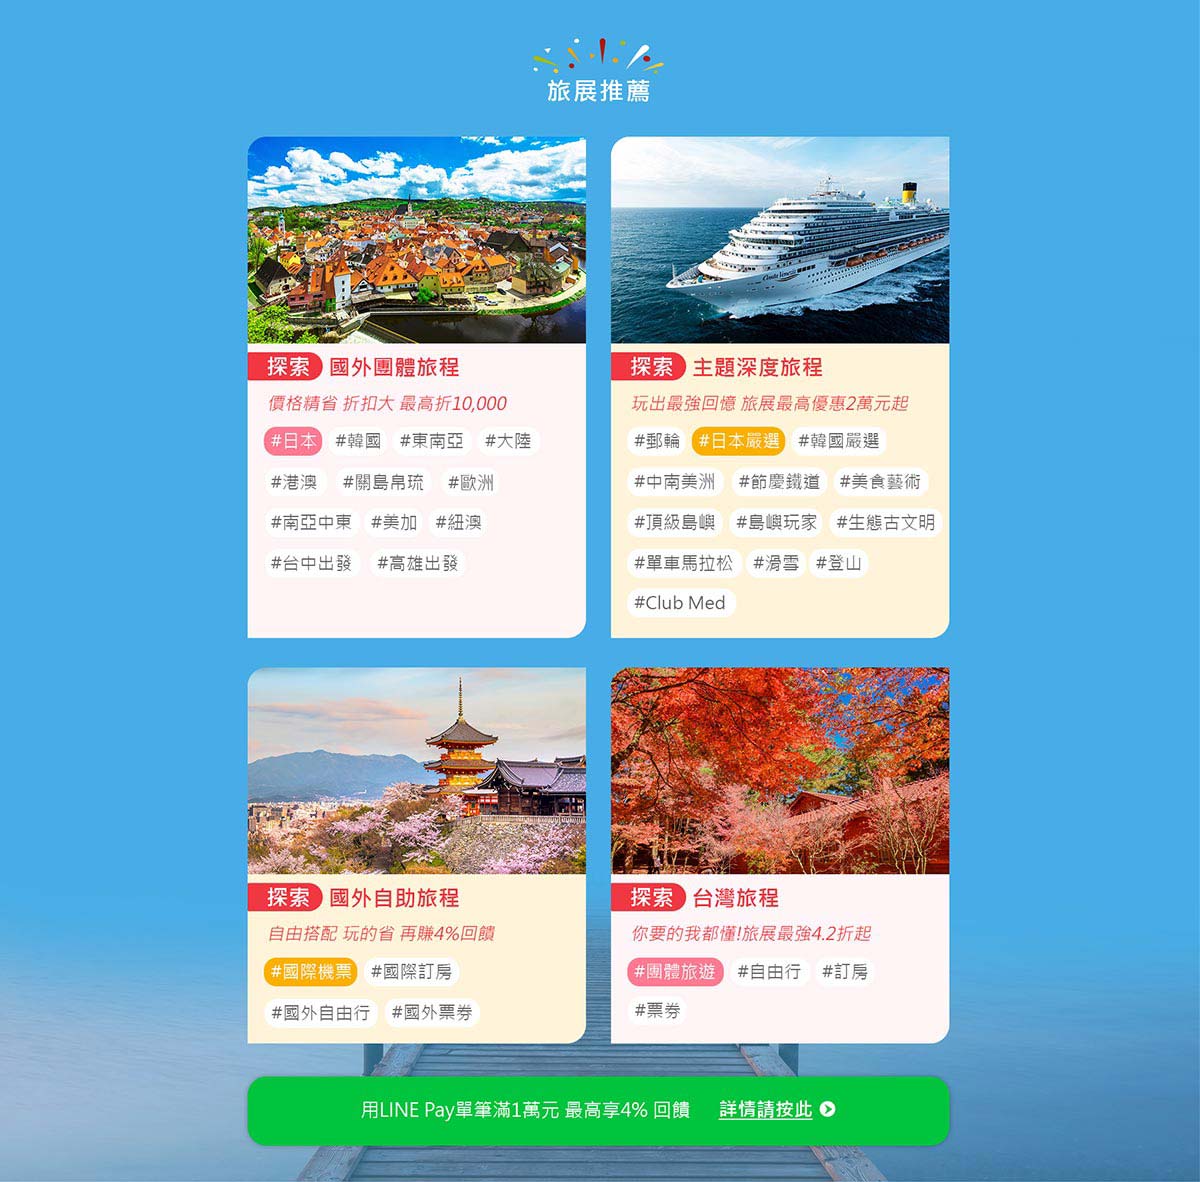 旅展推薦
探索 國外團體旅程
價格精省 折扣大 最高折10,000
#日本 #韓國 #東南亞 #大陸
#港澳 #關島帛琉 #歐洲
#南亞中東 #美加 #紐澳
#台中出發 #高雄出發
探索 主題深度旅程
玩出最強回憶 旅展最高優惠2萬元起
#郵輪 #日本嚴選 #韓國嚴選
#中南美洲 #節慶鐵道 #美食藝術
#頂級島嶼 #島嶼玩家 #生態古文明
#單車馬拉松 #滑雪 #登山
#Club Med
探索 國外自助旅程
自由搭配 玩的省 再賺4%回饋
#國際機票 #國際訂房
#國外自由行 #國外票券
探索 台灣旅程
你要的我都懂!旅展最強4.2折起
#團體旅遊 #自由行 #訂房
#票券
用LINE Pay單筆滿1萬元 最高享4% 回饋 詳情請按此